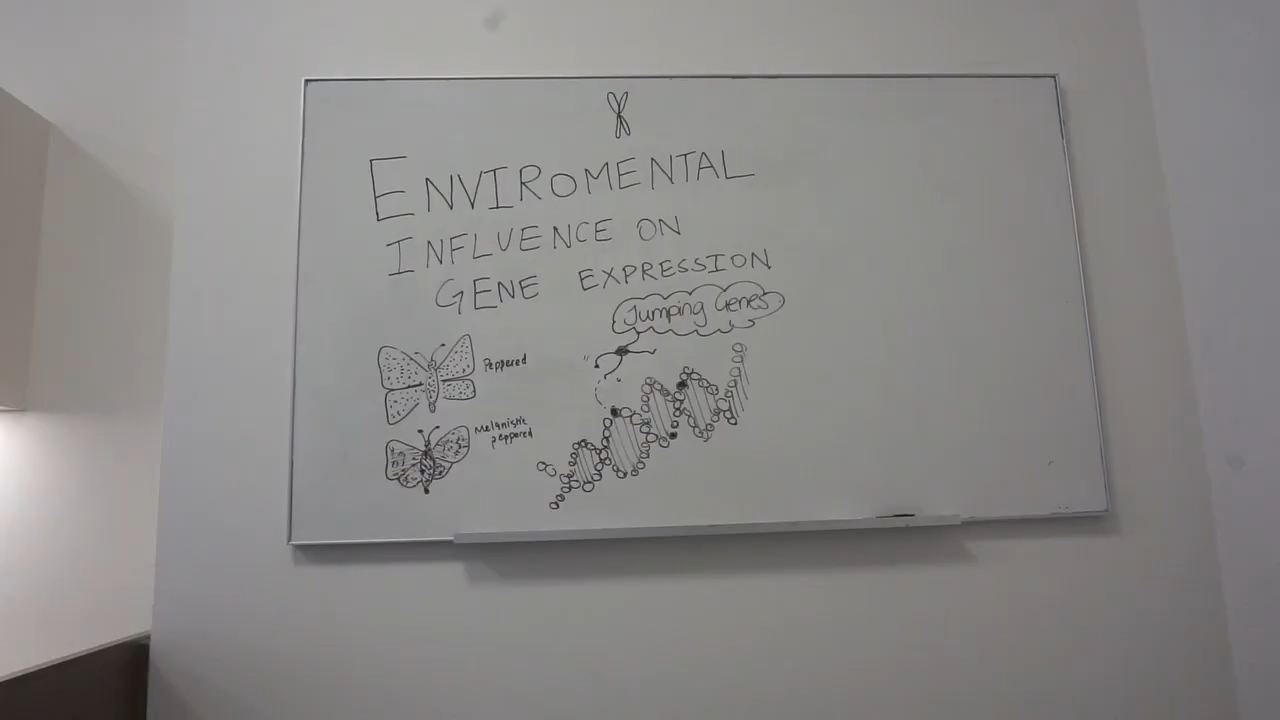 ENVIROMENTAL
INFLUENCE ON
GENE EXPRESSION
Jumping Genes
Peppered
Melanistic
peppered